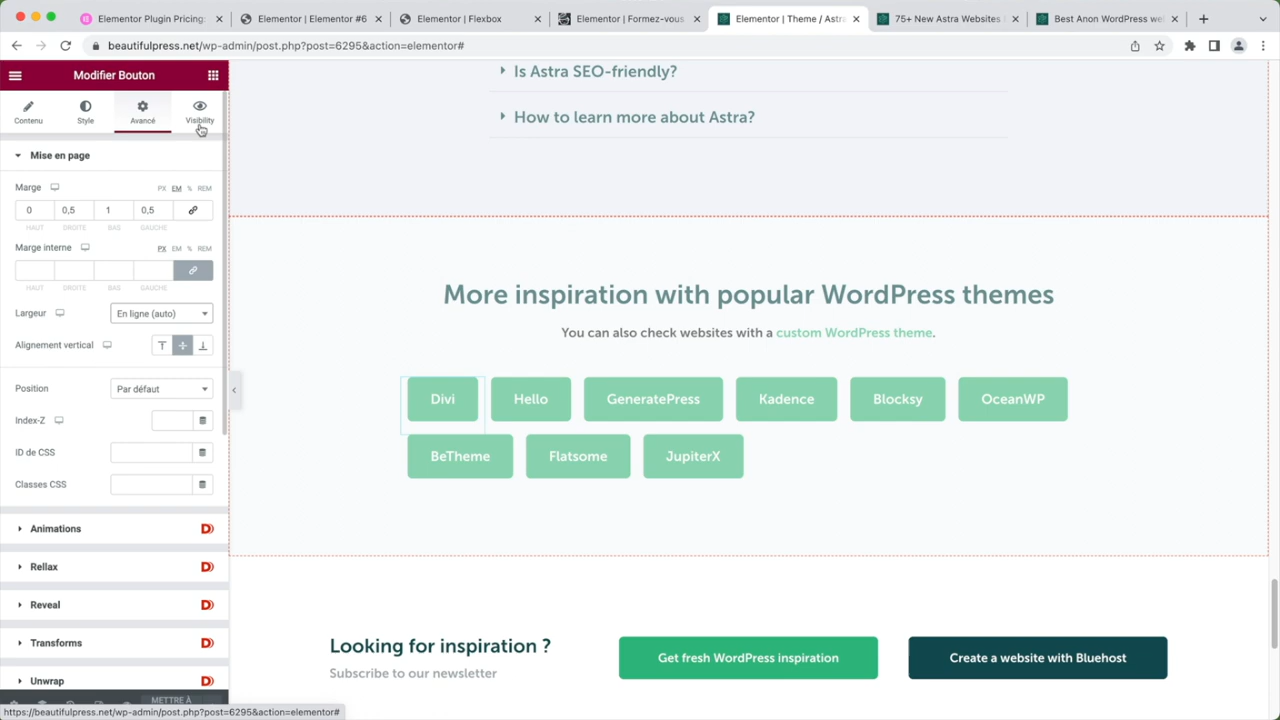 Elementor Plugin Pricing:
Elementor | Elementor #6
Elementor | Flexbox
Elementor | Formez-vous
Elementor | Theme / Astra
75+ New Astra Websites
Best Anon WordPress we
beautifulpress.net/wp-admin/post.php?post=6295&action=elementor#
Modifier Bouton
Contenu
Style
Avancé
Visibility
Mise en page
Marge
PX EM % REM
0 0,5 1 0,5
HAUT DROITE BAS GAUCHE
Marge interne
PX EM % REM
HAUT DROITE BAS GAUCHE
Largeur
En ligne (auto)
Alignement vertical
Position
Par défaut
Index-Z
ID de CSS
Classes CSS
Animations
Rellax
Reveal
Transforms
Unwrap
METTRE À
https://beautifulpress.net/wp-admin/post.php?post=6295&action=elementor#
Is Astra SEO-friendly?
How to learn more about Astra?
More inspiration with popular WordPress themes
You can also check websites with a custom WordPress theme.
Divi Hello GeneratePress Kadence Blocksy OceanWP
BeTheme Flatsome JupiterX
Looking for inspiration ?
Subscribe to our newsletter
Get fresh WordPress inspiration
Create a website with Bluehost